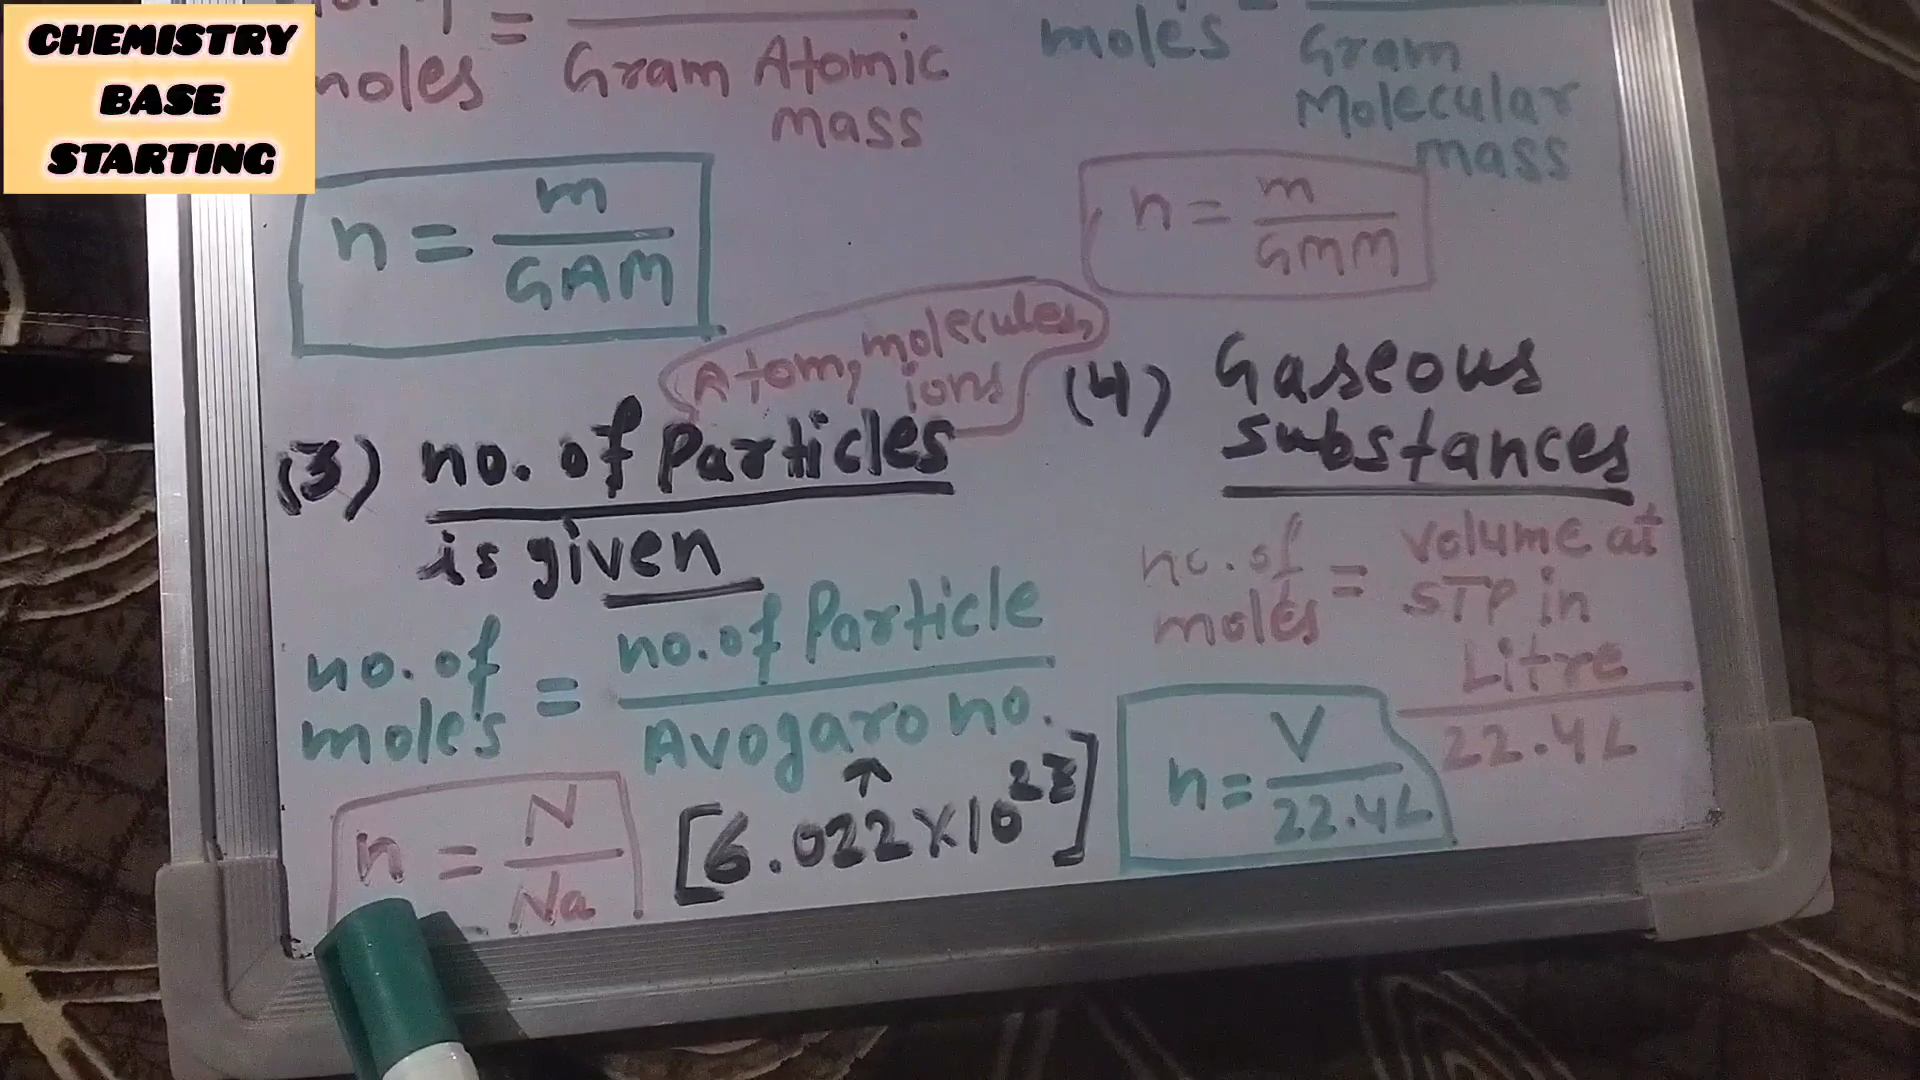 CHEMISTRY
BASE
STARTING
moles =
Gram Atomic
mass
n = m
GAM
moles =
Gram
Molecular
mass
n = m
GMM
Atom, molecules,
ions
(3) no. of Particles
is given
no. of
moles = no. of Particle
Avogaro no.
n = N
Na
[6.022×10²³]
(4) Gaseous
substances
no. of
moles = volume at
STP in
Litre
22.4L
n = V
22.4L